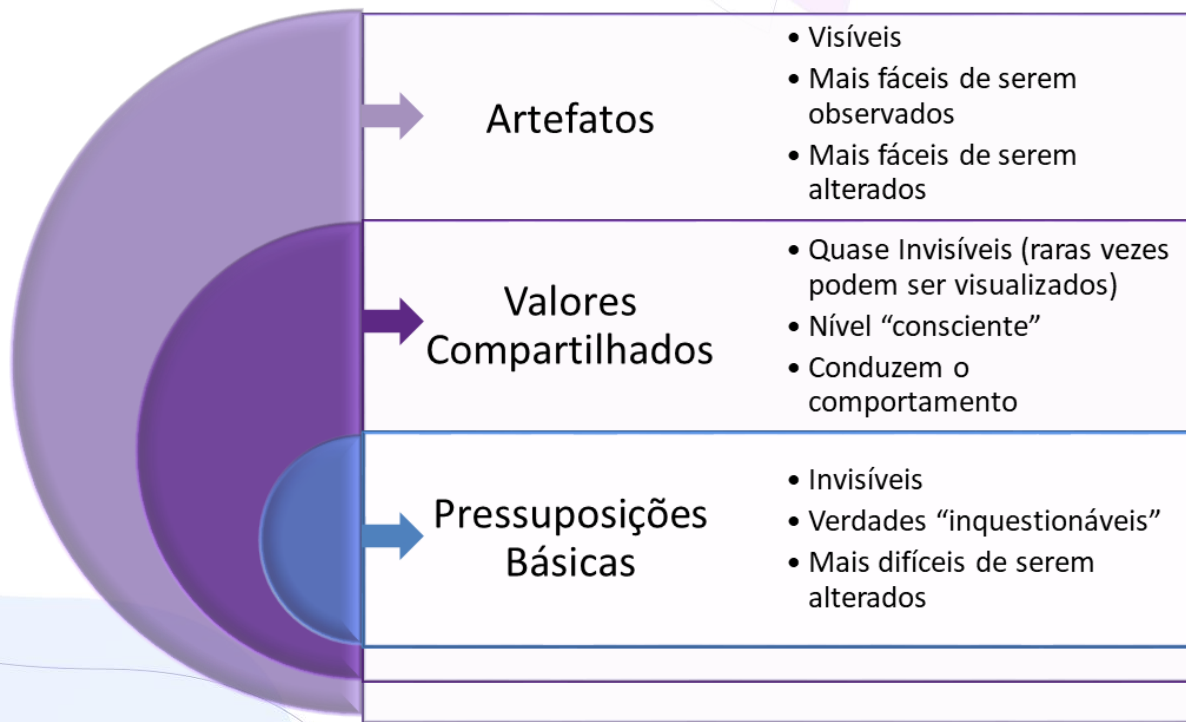 Artefatos
• Visíveis
• Mais fáceis de serem
observados
• Mais fáceis de serem
alterados
Valores
Compartilhados
• Quase Invisíveis (raras vezes
podem ser visualizados)
• Nível “consciente”
• Conduzem o
comportamento
Pressuposições
Básicas
• Invisíveis
• Verdades “inquestionáveis”
• Mais difíceis de serem
alterados